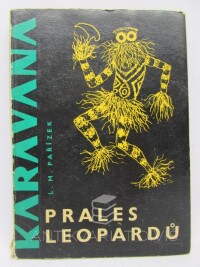 KARAVANA
L. M. PAŘÍZEK
PRALES
LEOPARDŮ